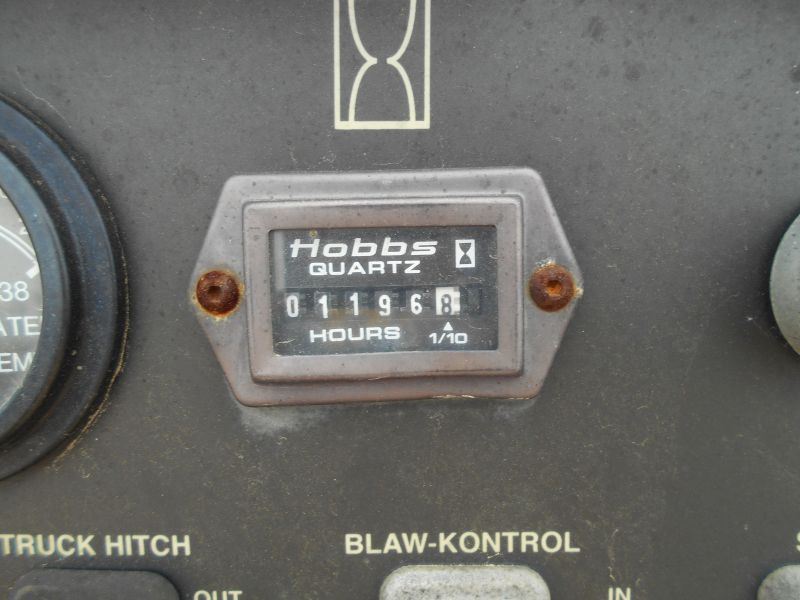 Hobbs
QUARTZ
011968
HOURS 1/10
38
TRUCK HITCH
BLAW-KONTROL
OUT
IN